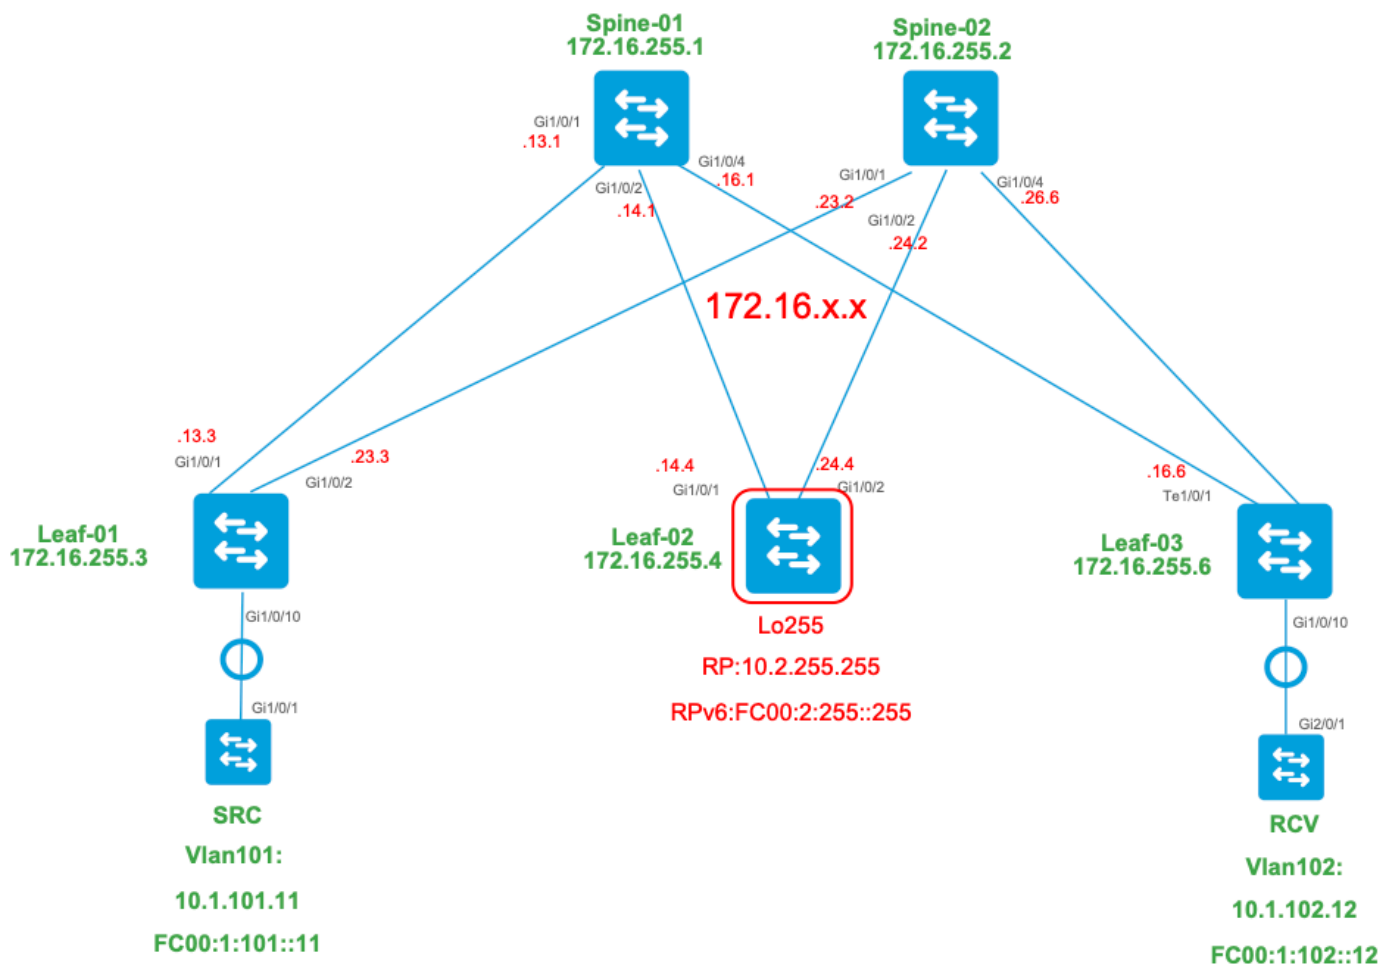 Spine-01
172.16.255.1
Spine-02
172.16.255.2
Gi1/0/1
.13.1
Gi1/0/4
.16.1
Gi1/0/2
.14.1
Gi1/0/1
.23.2
Gi1/0/4
.26.6
Gi1/0/2
.24.2
172.16.x.x
.13.3
Gi1/0/1
.23.3
Gi1/0/2
.14.4
Gi1/0/1
.24.4
Gi1/0/2
.16.6
Te1/0/1
Leaf-01
172.16.255.3
Leaf-02
172.16.255.4
Leaf-03
172.16.255.6
Gi1/0/10
Gi1/0/1
Lo255
RP:10.2.255.255
RPv6:FC00:2:255::255
Gi1/0/10
Gi2/0/1
SRC
Vlan101:
10.1.101.11
FC00:1:101::11
RCV
Vlan102:
10.1.102.12
FC00:1:102::12